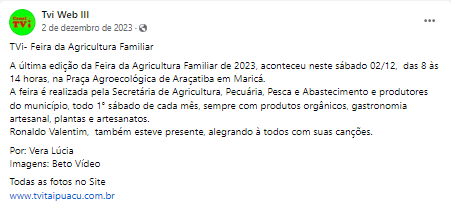 Canal
TVi
Tvi Web III
2 de dezembro de 2023 ·
TVi- Feira da Agricultura Familiar
A última edição da Feira da Agricultura Familiar de 2023, aconteceu neste sábado 02/12,  das 8 às
14 horas, na Praça Agroecológica de Araçatiba em Maricá.
A feira é realizada pela Secretária de Agricultura, Pecuária, Pesca e Abastecimento e produtores
do município, todo 1º sábado de cada mês, sempre com produtos orgânicos, gastronomia
artesanal, plantas e artesanatos.
Ronaldo Valentim,  também esteve presente, alegrando à todos com suas canções.
Por: Vera Lúcia
Imagens: Beto Vídeo
Todas as fotos no Site
www.tvitaipuacu.com.br